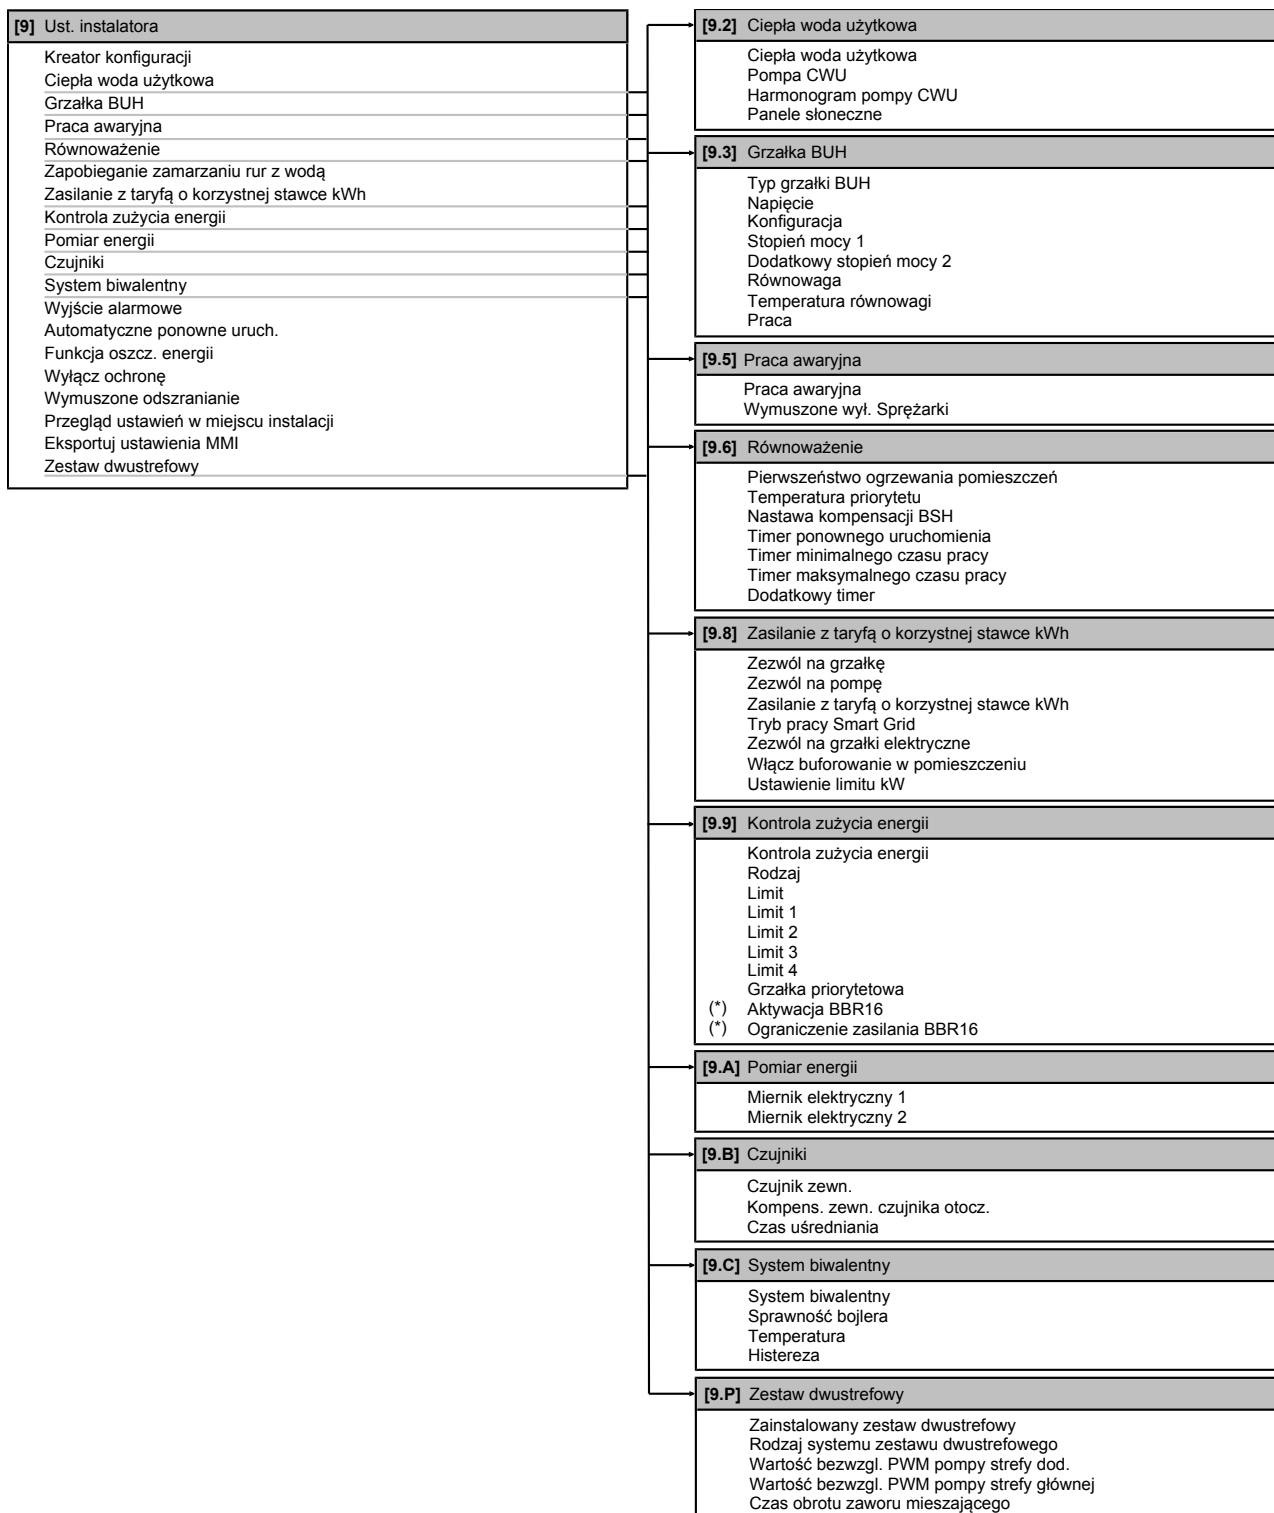 [9] Ust. instalatora
Kreator konfiguracji
Ciepła woda użytkowa
Grzałka BUH
Praca awaryjna
Równoważenie
Zapobieganie zamarzaniu rur z wodą
Zasilanie z taryfą o korzystnej stawce kWh
Kontrola zużycia energii
Pomiar energii
Czujniki
System biwalentny
Wyjście alarmowe
Automatyczne ponowne uruch.
Funkcja oszcz. energii
Wyłącz ochronę
Wymuszone odszranianie
Przegląd ustawień w miejscu instalacji
Eksportuj ustawienia MMI
Zestaw dwustrefowy
[9.2] Ciepła woda użytkowa
Ciepła woda użytkowa
Pompa CWU
Harmonogram pompy CWU
Panele słoneczne
[9.3] Grzałka BUH
Typ grzałki BUH
Napięcie
Konfiguracja
Stopień mocy 1
Dodatkowy stopień mocy 2
Równowaga
Temperatura równowagi
Praca
[9.5] Praca awaryjna
Praca awaryjna
Wymuszone wył. Sprężarki
[9.6] Równoważenie
Pierwszeństwo ogrzewania pomieszczeń
Temperatura priorytetu
Nastawa kompensacji BSH
Timer ponownego uruchomienia
Timer minimalnego czasu pracy
Timer maksymalnego czasu pracy
Dodatkowy timer
[9.8] Zasilanie z taryfą o korzystnej stawce kWh
Zezwól na grzałkę
Zezwól na pompę
Zasilanie z taryfą o korzystnej stawce kWh
Tryb pracy Smart Grid
Zezwól na grzałki elektryczne
Włącz buforowanie w pomieszczeniu
Ustawienie limitu kW
[9.9] Kontrola zużycia energii
Kontrola zużycia energii
Rodzaj
Limit
Limit 1
Limit 2
Limit 3
Limit 4
Grzałka priorytetowa
(*) Aktywacja BBR16
(*) Ograniczenie zasilania BBR16
[9.A] Pomiar energii
Miernik elektryczny 1
Miernik elektryczny 2
[9.B] Czujniki
Czujnik zewn.
Kompens. zewn. czujnika otocz.
Czas uśredniania
[9.C] System biwalentny
System biwalentny
Sprawność bojlera
Temperatura
Histereza
[9.P] Zestaw dwustrefowy
Zainstalowany zestaw dwustrefowy
Rodzaj systemu zestawu dwustrefowego
Wartość bezwzgl. PWM pompy strefy dod.
Wartość bezwzgl. PWM pompy strefy głównej
Czas obrotu zaworu mieszającego